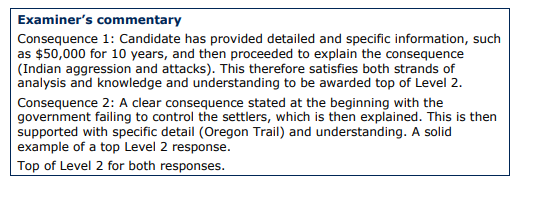 Examiner's commentary
Consequence 1: Candidate has provided detailed and specific information, such
as $50,000 for 10 years, and then proceeded to explain the consequence
(Indian aggression and attacks). This therefore satisfies both strands of
analysis and knowledge and understanding to be awarded top of Level 2.
Consequence 2: A clear consequence stated at the beginning with the
government failing to control the settlers, which is then explained. This is then
supported with specific detail (Oregon Trail) and understanding. A solid
example of a top Level 2 response.
Top of Level 2 for both responses.